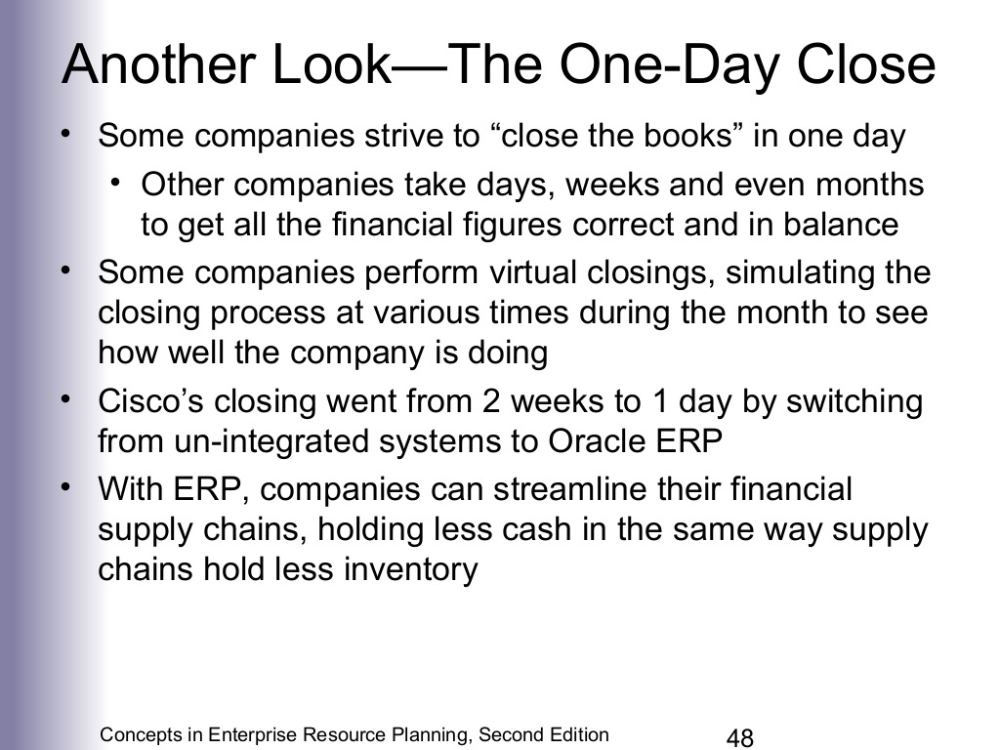 Another Look—The One-Day Close
• Some companies strive to “close the books” in one day
• Other companies take days, weeks and even months
to get all the financial figures correct and in balance
• Some companies perform virtual closings, simulating the
closing process at various times during the month to see
how well the company is doing
• Cisco’s closing went from 2 weeks to 1 day by switching
from un-integrated systems to Oracle ERP
• With ERP, companies can streamline their financial
supply chains, holding less cash in the same way supply
chains hold less inventory
Concepts in Enterprise Resource Planning, Second Edition
48